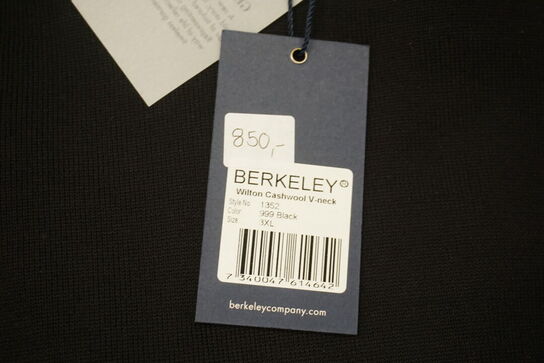 850,-
BERKELEY®
Wilton Cashwool V-neck
Style No 1352
Color 999 Black
Size 3XL
7 340047 614642
berkeleycompany.com